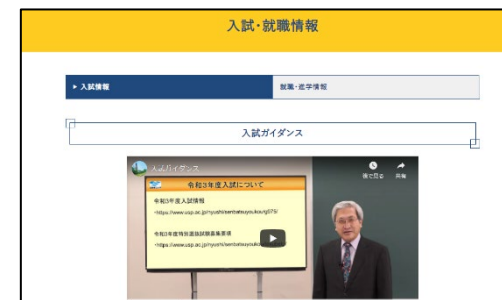 入試・就職情報
▸ 入試情報
就職・進学情報
入試ガイダンス
入試ガイダンス
後で見る
共有
令和3年度入試について
令和3年度入試情報
令和3年度特別選抜試験募集要項